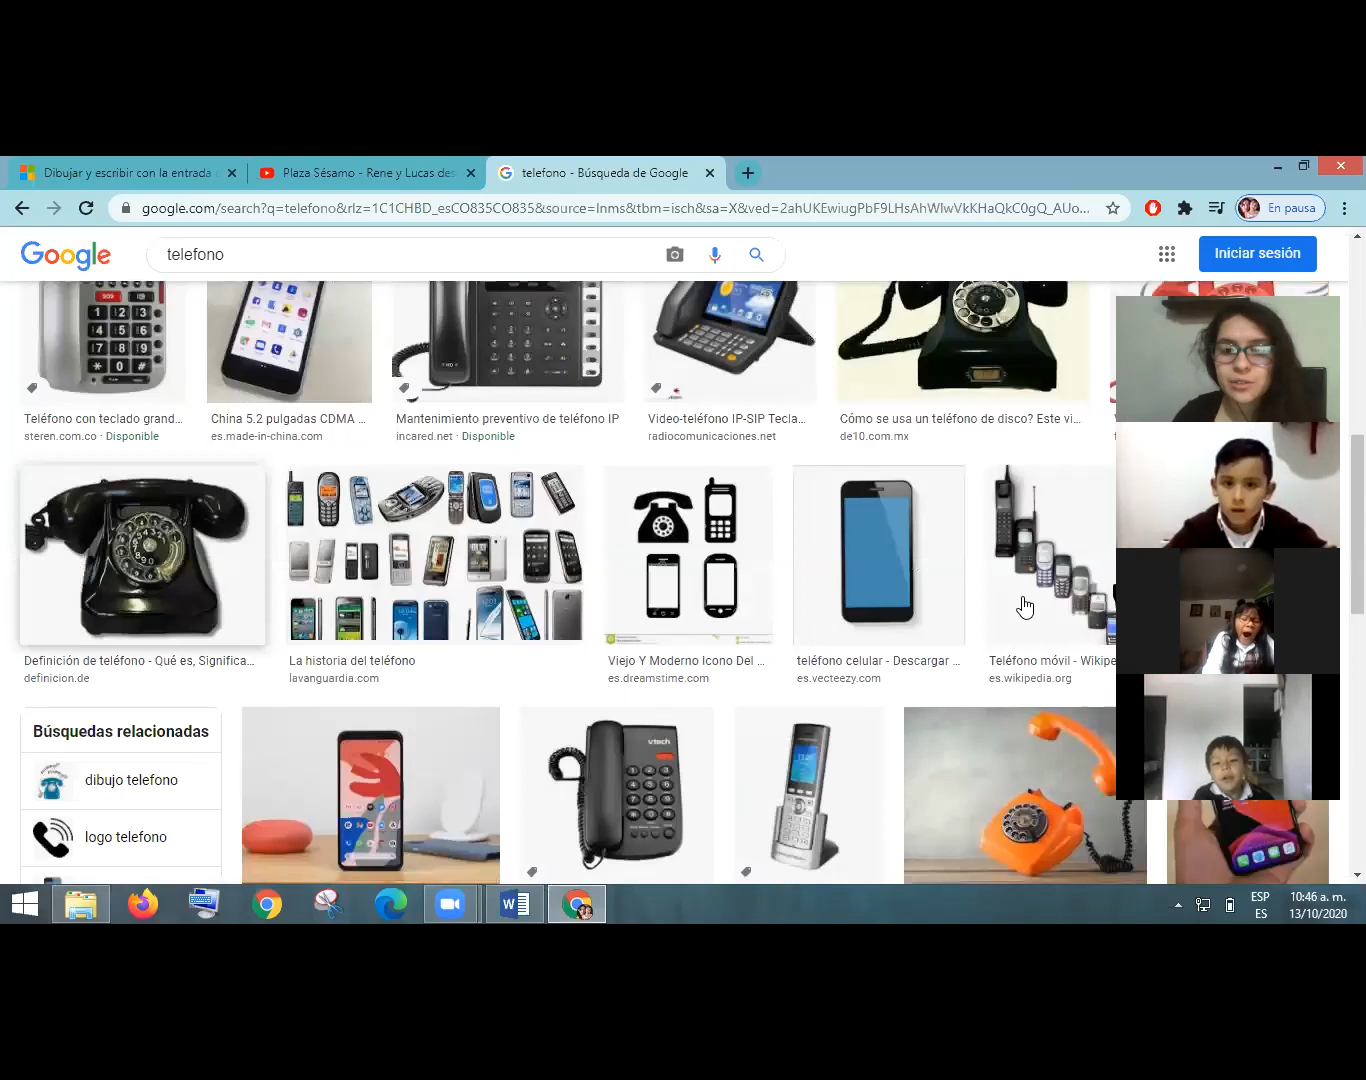 Dibujar y escribir con la entrada
Plaza Sésamo - Rene y Lucas des
telefono - Búsqueda de Google
google.com/search?q=telefono&rlz=1C1CHBD_esCO835CO835&source=lnms&tbm=isch&sa=X&ved=2ahUKEwiugPbF9LHsAhWIwVkKHaQkC0gQ_AUo...
En pausa
Google
telefono
Iniciar sesión
Teléfono con teclado grand...
steren.com.co · Disponible
China 5.2 pulgadas CDMA ...
es.made-in-china.com
Mantenimiento preventivo de teléfono IP
incared.net · Disponible
Video-teléfono IP-SIP Tecla...
radiocomunicaciones.net
Cómo se usa un teléfono de disco? Este vi...
de10.com.mx
Definición de teléfono - Qué es, Significa...
definicion.de
La historia del teléfono
lavanguardia.com
Viejo Y Moderno Icono Del ...
es.dreamstime.com
teléfono celular - Descargar ...
es.vecteezy.com
Teléfono móvil - Wikipe
es.wikipedia.org
Búsquedas relacionadas
dibujo telefono
logo telefono
vtech
ESP
ES
10:46 a. m.
13/10/2020